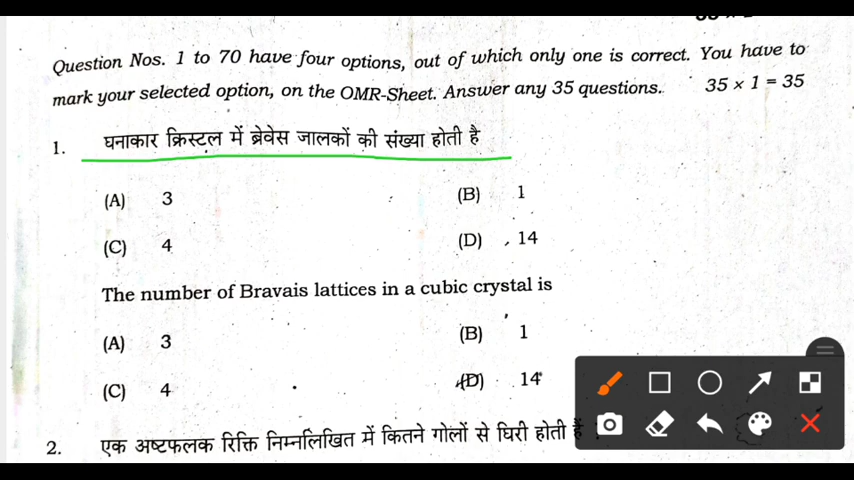 Question Nos. 1 to 70 have four options, out of which only one is correct. You have to
mark your selected option, on the OMR-Sheet. Answer any 35 questions. 35 × 1 = 35
1. घनाकार क्रिस्टल में ब्रेवेस जालकों की संख्या होती है
(A) 3 (B) 1
(C) 4 (D) 14
The number of Bravais lattices in a cubic crystal is
(A) 3 (B) 1
(C) 4 (D) 14
2. एक अष्टफलक रिक्ति निम्नलिखित में कितने गोलों से घिरी होती है